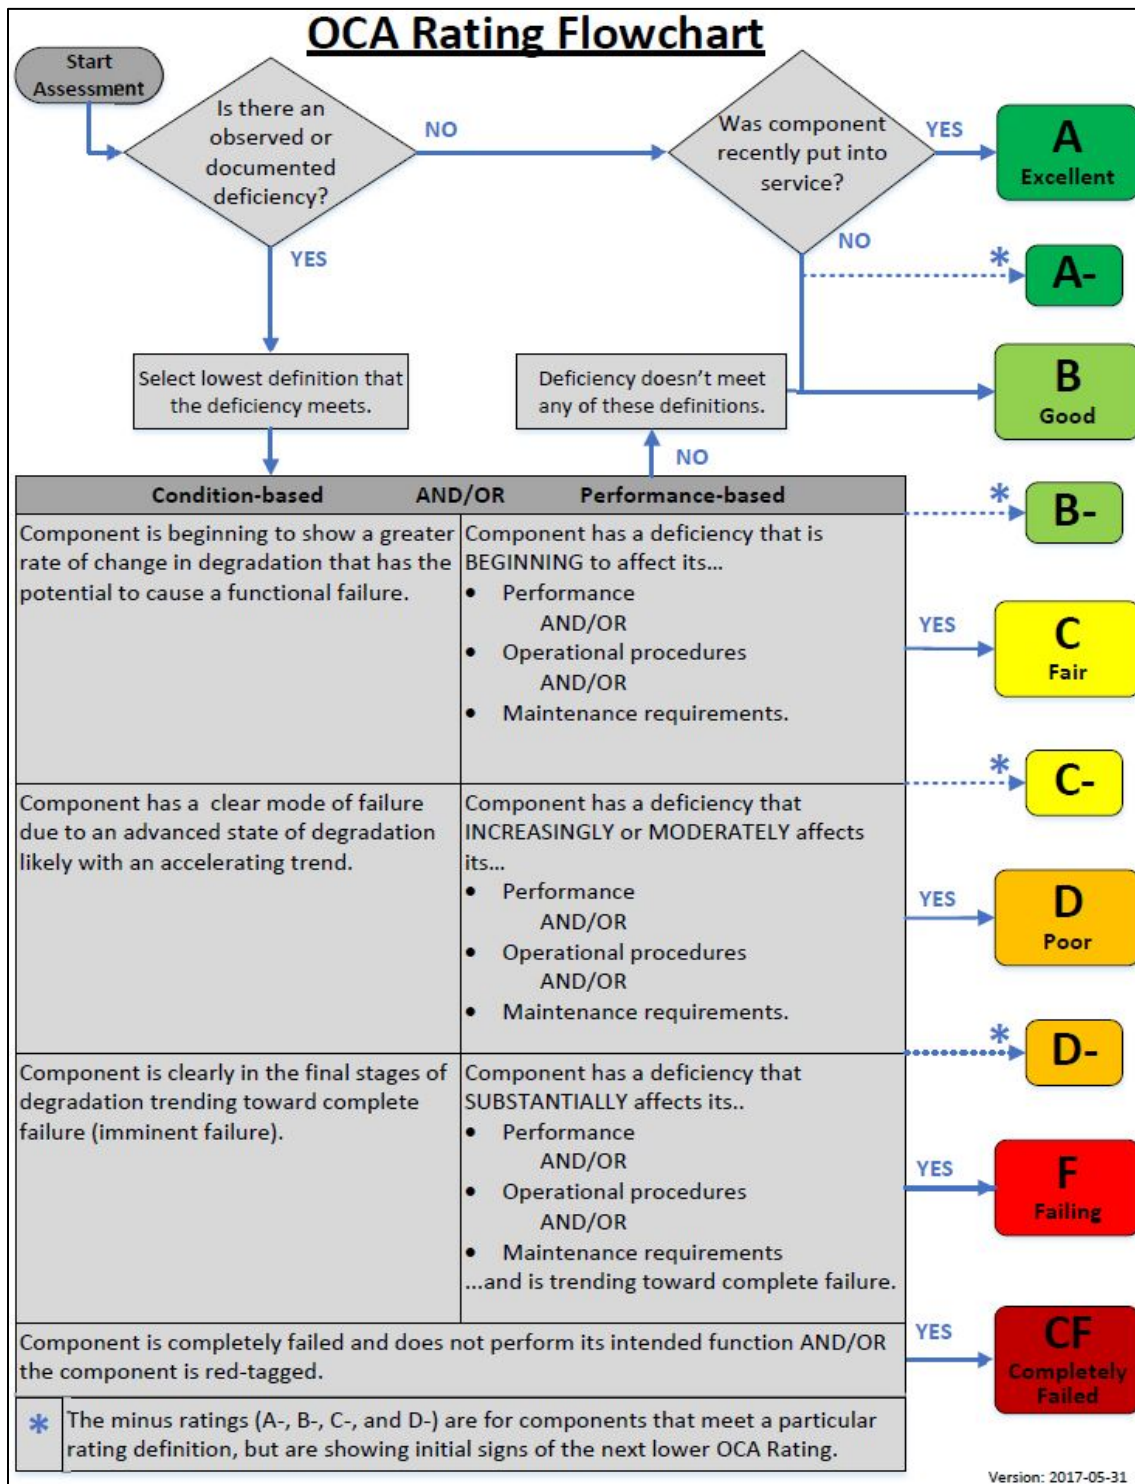 OCA Rating Flowchart
Start
Assessment
Is there an
observed or
documented
deficiency?
NO
Was component
recently put into
service?
YES
A
Excellent
NO
*
A-
YES
Select lowest definition that
the deficiency meets.
Deficiency doesn't meet
any of these definitions.
B
Good
NO
Condition-based AND/OR Performance-based
*
B-
Component is beginning to show a greater
rate of change in degradation that has the
potential to cause a functional failure.
Component has a deficiency that is
BEGINNING to affect its...
• Performance
AND/OR
• Operational procedures
AND/OR
• Maintenance requirements.
YES
C
Fair
*
C-
Component has a clear mode of failure
due to an advanced state of degradation
likely with an accelerating trend.
Component has a deficiency that
INCREASINGLY or MODERATELY affects
its...
• Performance
AND/OR
• Operational procedures
AND/OR
• Maintenance requirements.
YES
D
Poor
*
D-
Component is clearly in the final stages of
degradation trending toward complete
failure (imminent failure).
Component has a deficiency that
SUBSTANTIALLY affects its..
• Performance
AND/OR
• Operational procedures
AND/OR
• Maintenance requirements
...and is trending toward complete failure.
YES
F
Failing
Component is completely failed and does not perform its intended function AND/OR
the component is red-tagged.
YES
CF
Completely
Failed
*
The minus ratings (A-, B-, C-, and D-) are for components that meet a particular
rating definition, but are showing initial signs of the next lower OCA Rating.
Version: 2017-05-31